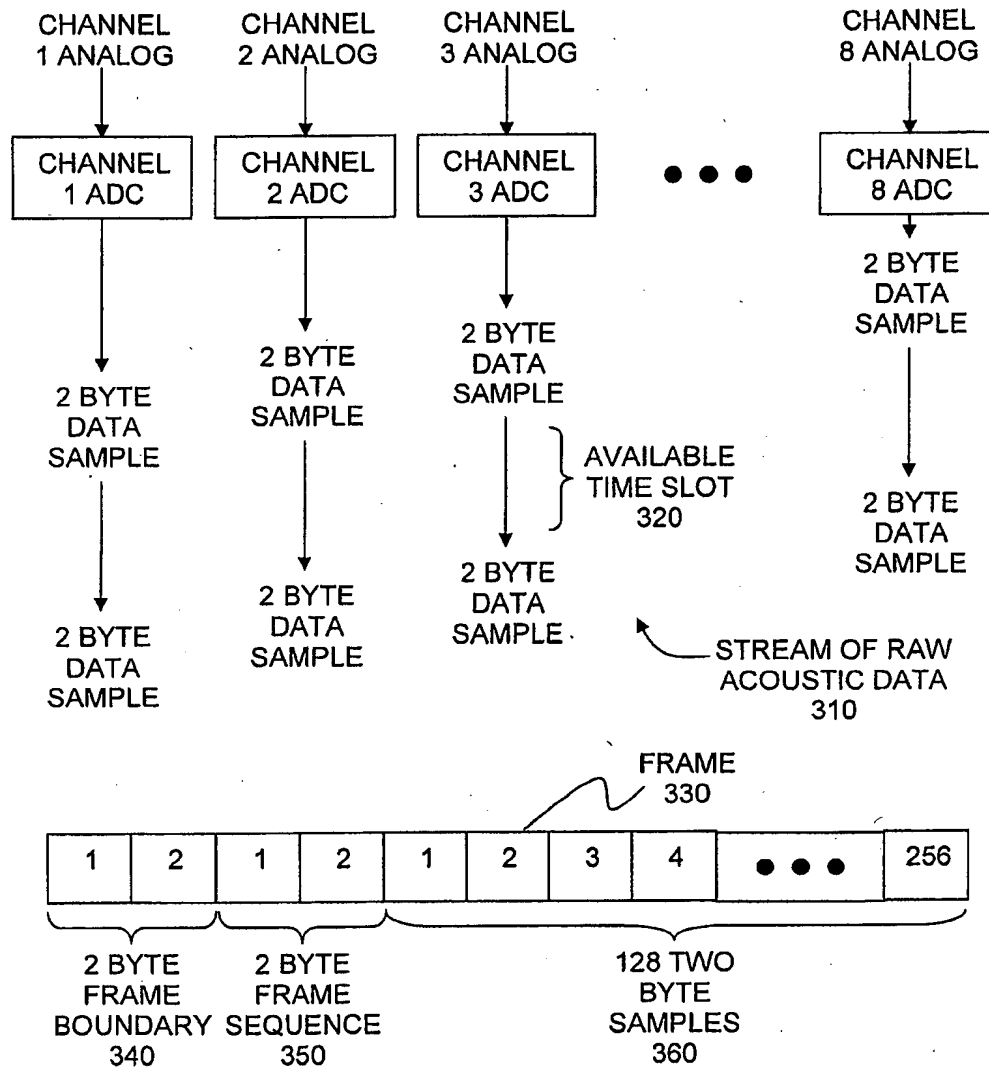 CHANNEL
1 ANALOG
CHANNEL
2 ANALOG
CHANNEL
3 ANALOG
CHANNEL
8 ANALOG
CHANNEL
1 ADC
CHANNEL
2 ADC
CHANNEL
3 ADC
CHANNEL
8 ADC
2 BYTE
DATA
SAMPLE
2 BYTE
DATA
SAMPLE
2 BYTE
DATA
SAMPLE
2 BYTE
DATA
SAMPLE
AVAILABLE
TIME SLOT
320
2 BYTE
DATA
SAMPLE
2 BYTE
DATA
SAMPLE
2 BYTE
DATA
SAMPLE
2 BYTE
DATA
SAMPLE
STREAM OF RAW
ACOUSTIC DATA
310
FRAME
330
1 2 1 2 1 2 3 4 256
2 BYTE
FRAME
BOUNDARY
340
2 BYTE
FRAME
SEQUENCE
350
128 TWO
BYTE
SAMPLES
360